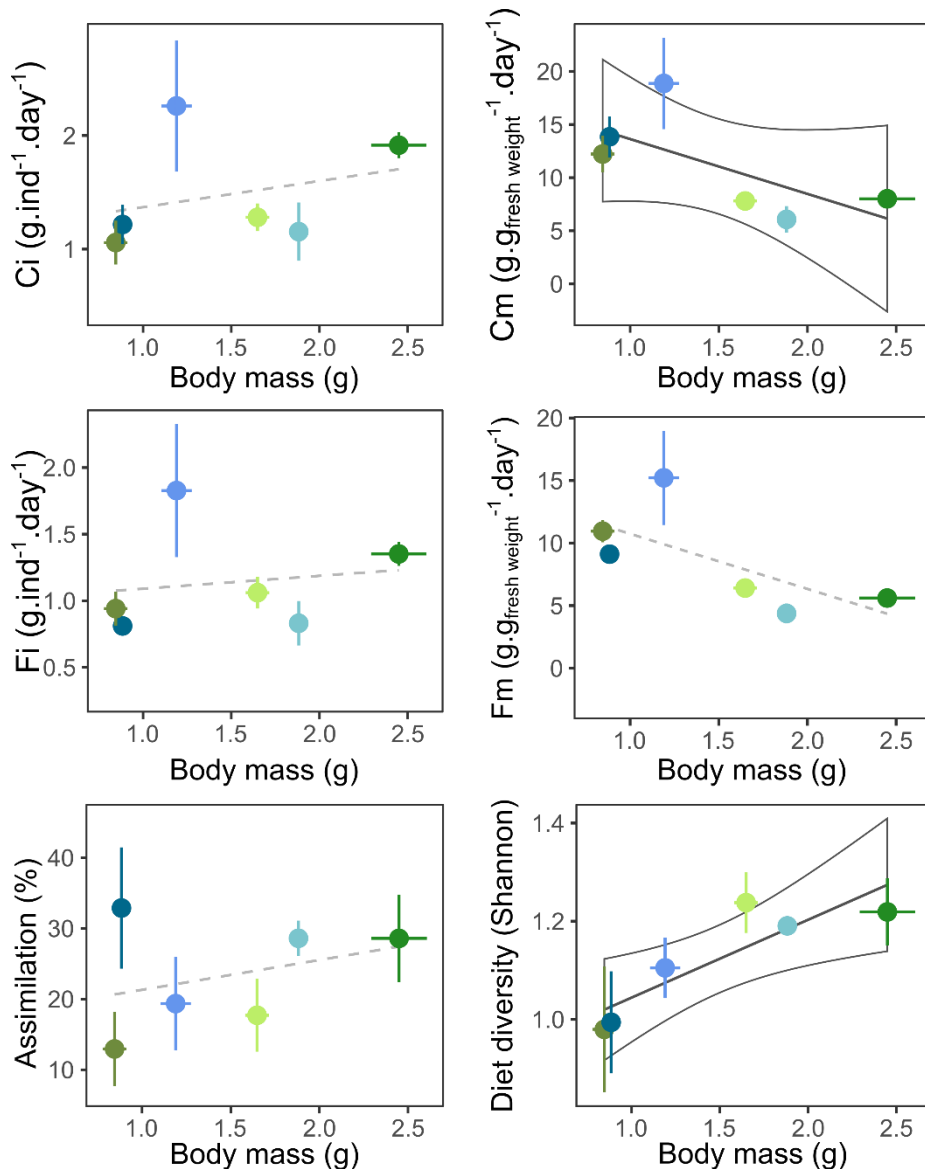 Ci (g.ind⁻¹.day⁻¹)
2
1
1.0 1.5 2.0 2.5
Body mass (g)
Cm (g.g fresh weight⁻¹.day⁻¹)
20
15
10
5
0
1.0 1.5 2.0 2.5
Body mass (g)
Fi (g.ind⁻¹.day⁻¹)
2.0
1.5
1.0
0.5
1.0 1.5 2.0 2.5
Body mass (g)
Fm (g.g fresh weight⁻¹.day⁻¹)
20
15
10
5
0
1.0 1.5 2.0 2.5
Body mass (g)
Assimilation (%)
40
30
20
10
1.0 1.5 2.0 2.5
Body mass (g)
Diet diversity (Shannon)
1.4
1.2
1.0
1.0 1.5 2.0 2.5
Body mass (g)